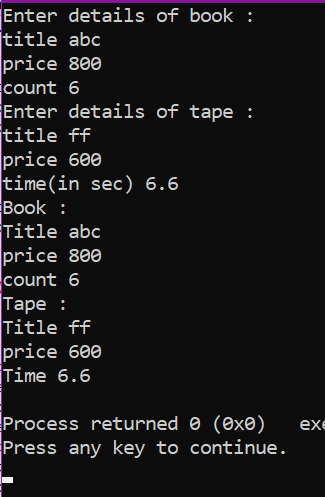 Enter details of book :
title abc
price 800
count 6
Enter details of tape :
title ff
price 600
time(in sec) 6.6
Book :
Title abc
price 800
count 6
Tape :
Title ff
price 600
Time 6.6
Process returned 0 (0x0)   exe
Press any key to continue.